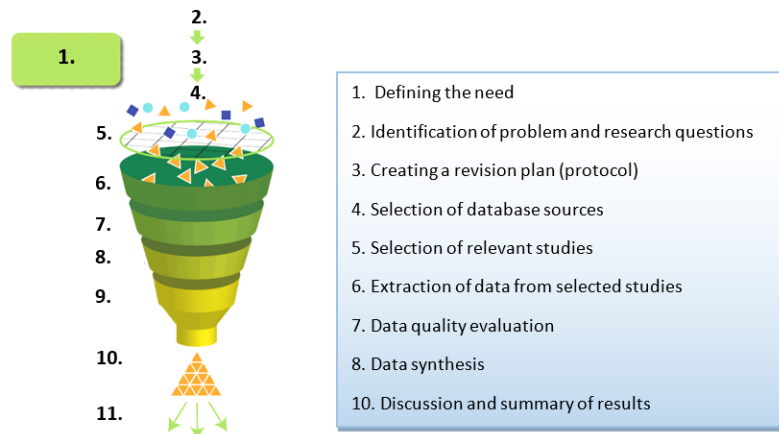 1.
2.
3.
4.
5.
6.
7.
8.
9.
10.
11.
1. Defining the need
2. Identification of problem and research questions
3. Creating a revision plan (protocol)
4. Selection of database sources
5. Selection of relevant studies
6. Extraction of data from selected studies
7. Data quality evaluation
8. Data synthesis
10. Discussion and summary of results